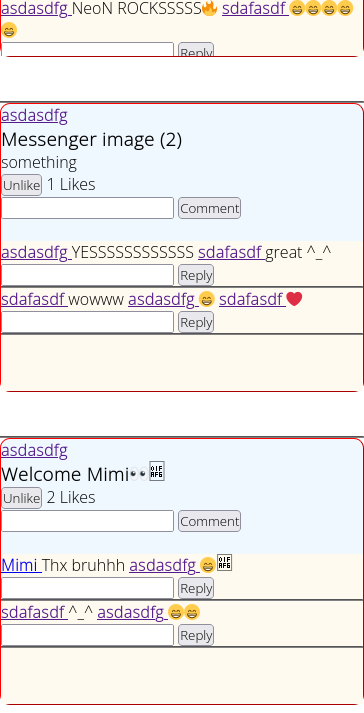 asdasdfg NeoN ROCKSSSSS🔥 sdafasdf 😄😄😄😄
😄
Reply
asdasdfg
Messenger image (2)
something
Unlike 1 Likes
Comment
asdasdfg YESSSSSSSSSSSS sdafasdf great ^_^
Reply
sdafasdf wowww asdasdfg 😄 sdafasdf ❤️
Reply
asdasdfg
Welcome Mimi👀
Unlike 2 Likes
Comment
Mimi Thx bruhhh asdasdfg 😄
Reply
sdafasdf ^_^ asdasdfg 😄😄
Reply